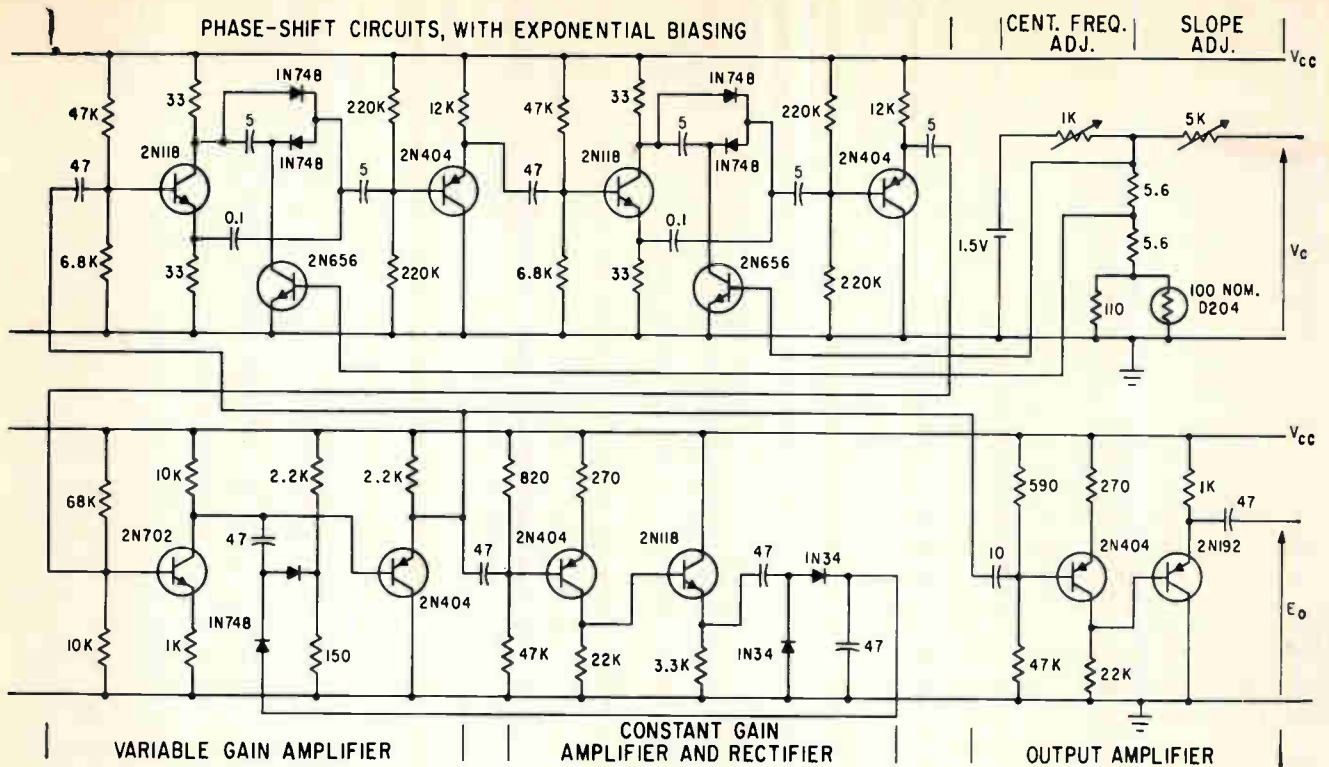 PHASE-SHIFT CIRCUITS, WITH EXPONENTIAL BIASING
CENT. FREQ.
ADJ.
SLOPE
ADJ.
Vcc
47K
33
1N748
5
1N748
220K
12K
47K
33
1N748
5
1N748
220K
12K
5
1K
5K
47
2N118
5
2N404
47
2N118
5
2N404
5.6
0.1
0.1
1.5V
5.6
Vc
6.8K
33
2N656
220K
6.8K
33
2N656
220K
110
100 NOM.
D204
Vcc
68K
10K
2.2K
2.2K
820
270
590
270
1K
47
2N702
47
2N404
47
2N404
2N118
47
1N34
10
2N404
2N192
1N748
Eo
10K
1K
150
47K
22K
3.3K
1N34
47
47K
22K
VARIABLE GAIN AMPLIFIER
CONSTANT GAIN
AMPLIFIER AND RECTIFIER
OUTPUT AMPLIFIER